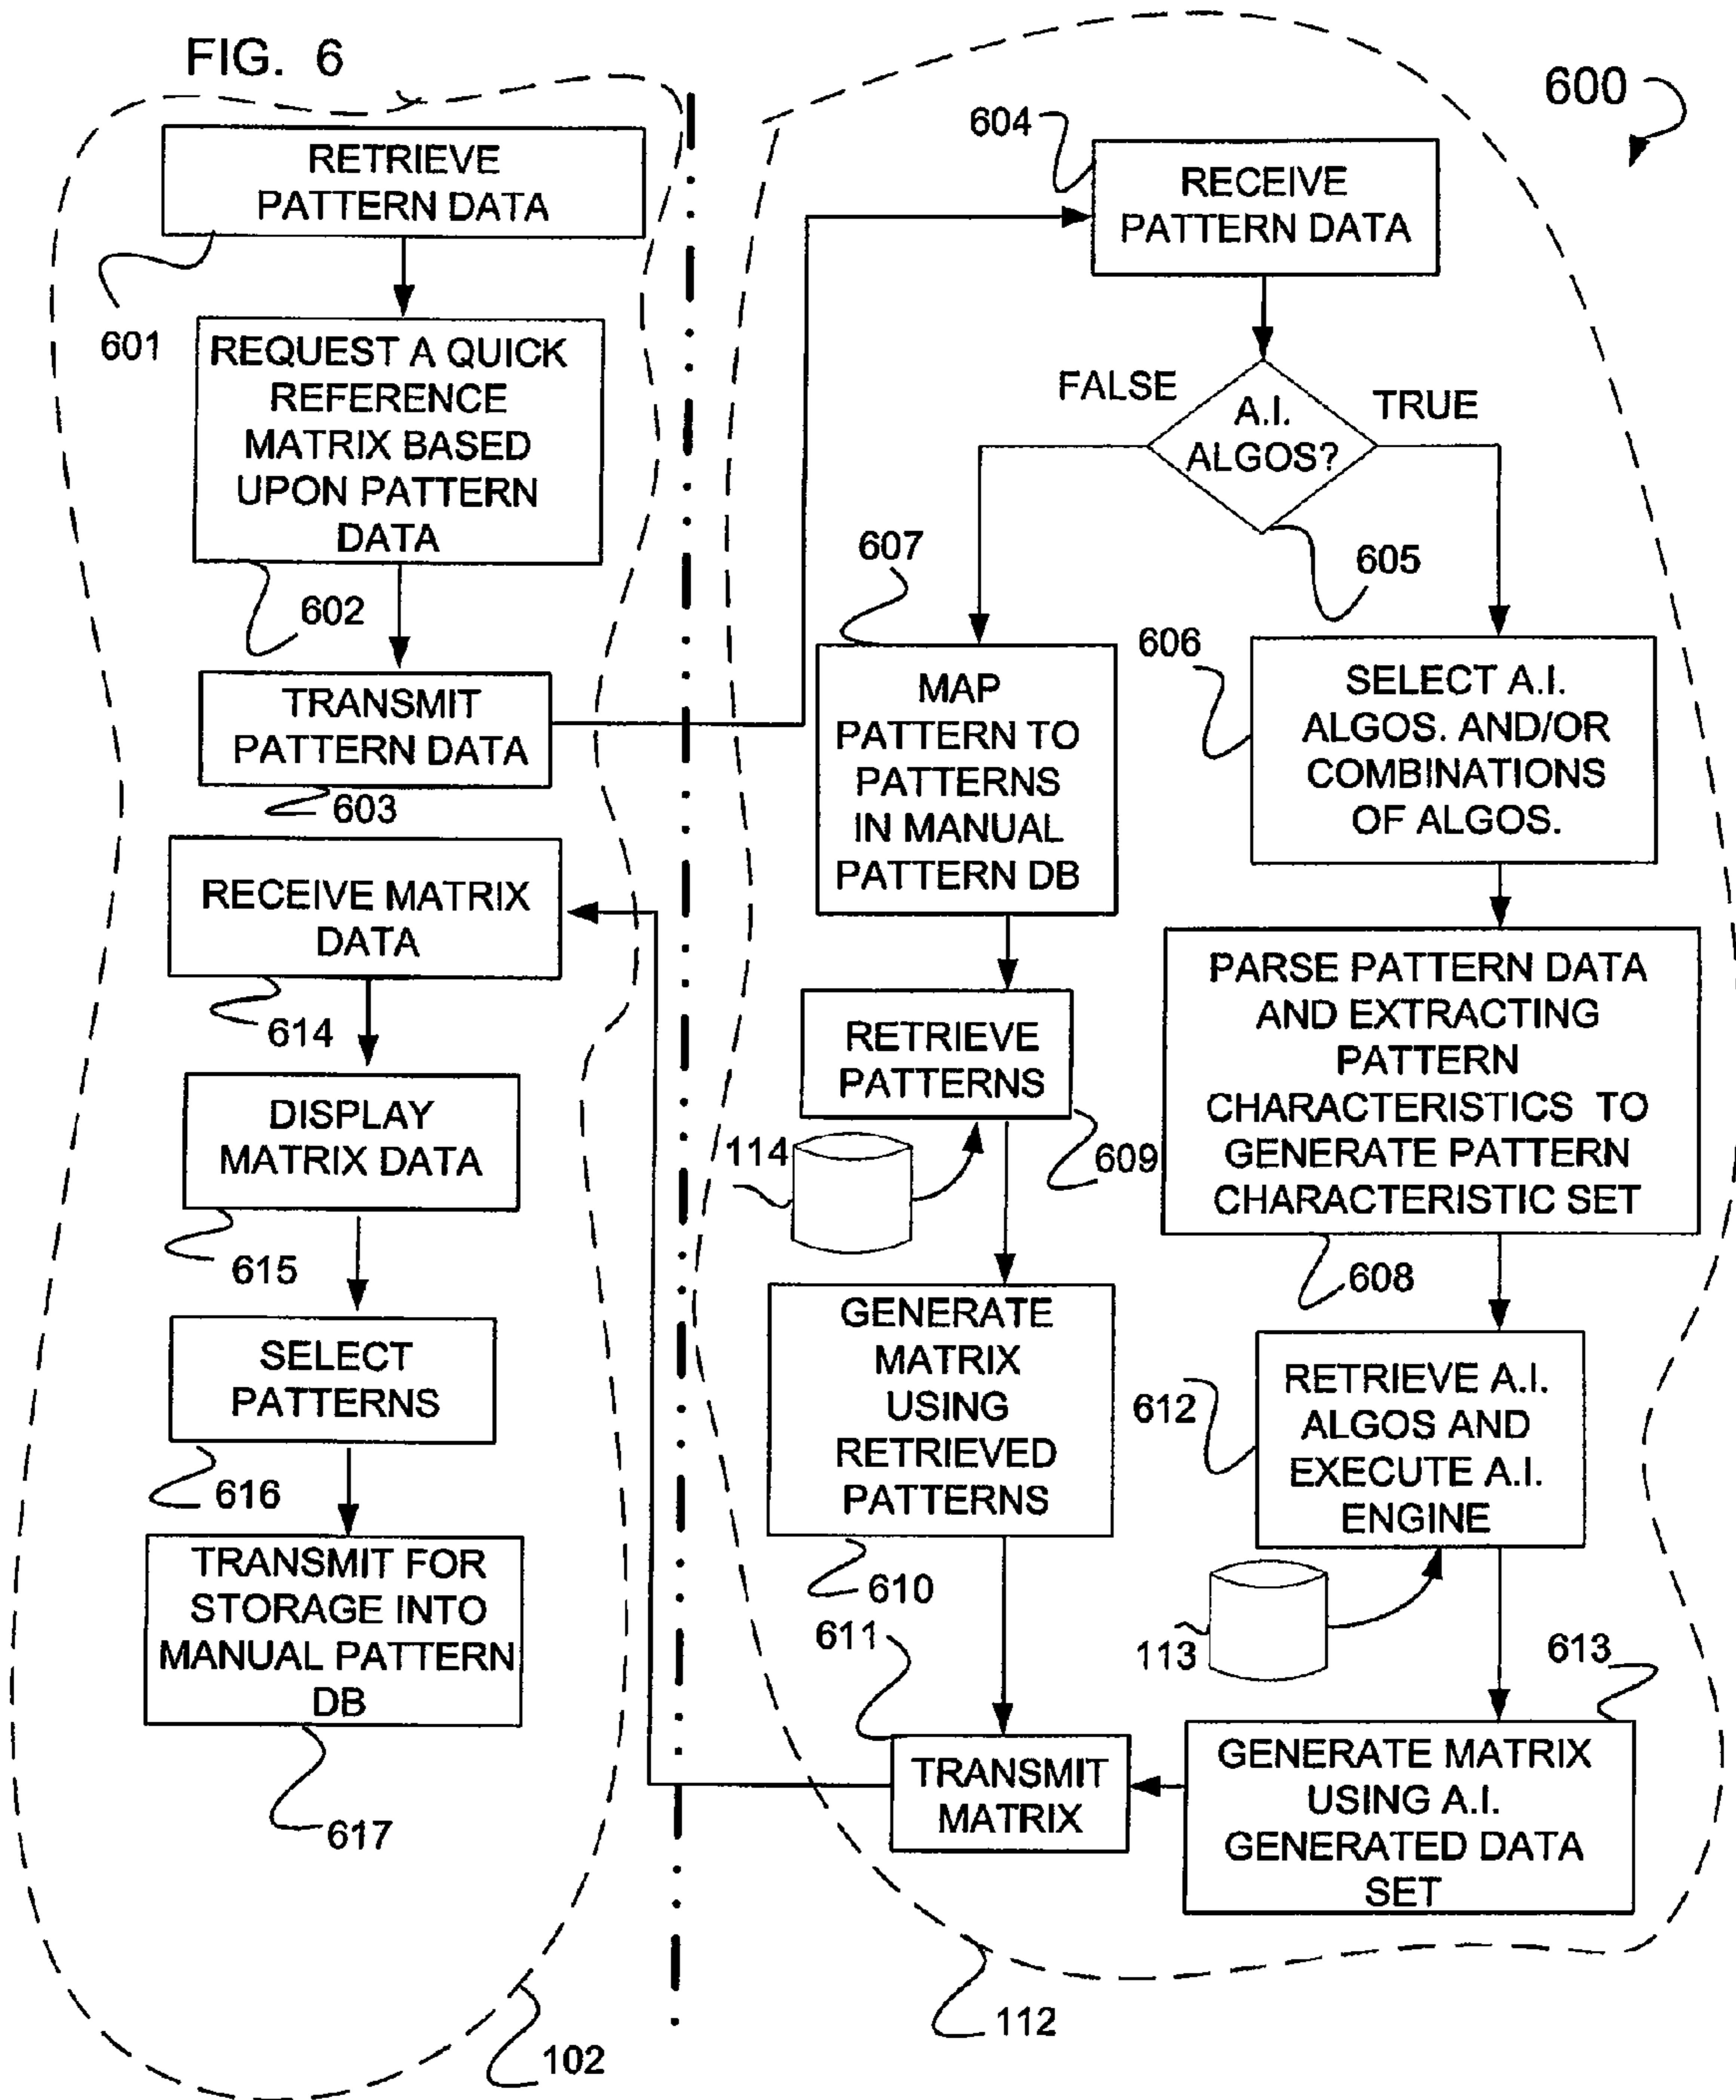 FIG. 6
600
RETRIEVE
PATTERN DATA
601
REQUEST A QUICK
REFERENCE
MATRIX BASED
UPON PATTERN
DATA
602
TRANSMIT
PATTERN DATA
603
RECEIVE MATRIX
DATA
614
DISPLAY
MATRIX DATA
615
SELECT
PATTERNS
616
TRANSMIT FOR
STORAGE INTO
MANUAL PATTERN
DB
617
102
604
RECEIVE
PATTERN DATA
FALSE
A.I.
ALGOS?
TRUE
605
607
MAP
PATTERN TO
PATTERNS
IN MANUAL
PATTERN DB
RETRIEVE
PATTERNS
609
114
GENERATE
MATRIX
USING
RETRIEVED
PATTERNS
610
611
TRANSMIT
MATRIX
606
SELECT A.I.
ALGOS. AND/OR
COMBINATIONS
OF ALGOS.
PARSE PATTERN DATA
AND EXTRACTING
PATTERN
CHARACTERISTICS TO
GENERATE PATTERN
CHARACTERISTIC SET
608
612
RETRIEVE A.I.
ALGOS AND
EXECUTE A.I.
ENGINE
113
613
GENERATE MATRIX
USING A.I.
GENERATED DATA
SET
112